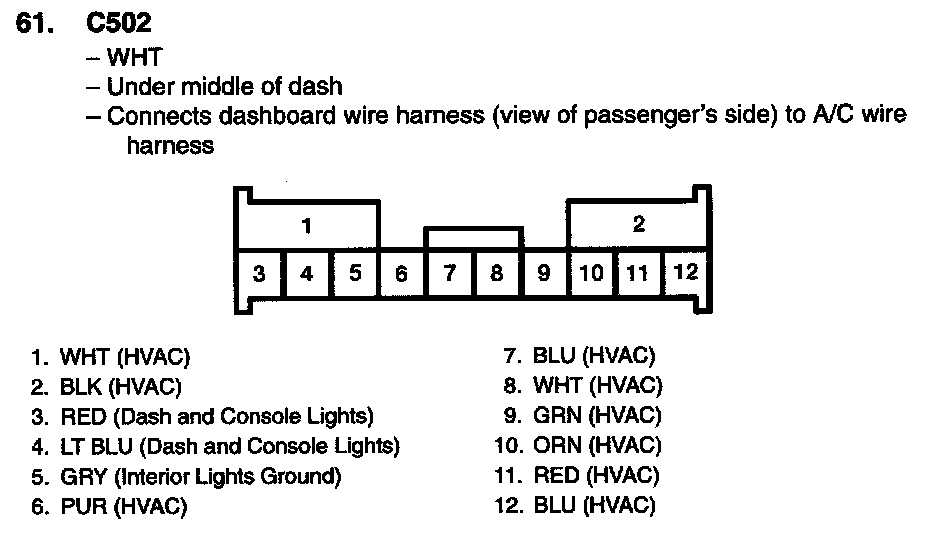 61. C502
– WHT
– Under middle of dash
– Connects dashboard wire harness (view of passenger's side) to A/C wire
harness
1 2
3 4 5 6 7 8 9 10 11 12
1. WHT (HVAC)
2. BLK (HVAC)
3. RED (Dash and Console Lights)
4. LT BLU (Dash and Console Lights)
5. GRY (Interior Lights Ground)
6. PUR (HVAC)
7. BLU (HVAC)
8. WHT (HVAC)
9. GRN (HVAC)
10. ORN (HVAC)
11. RED (HVAC)
12. BLU (HVAC)